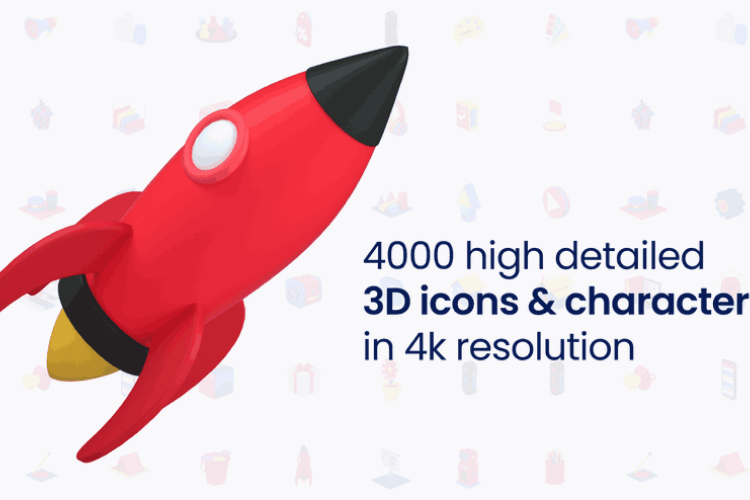 4000 high detailed
3D icons & character
in 4k resolution